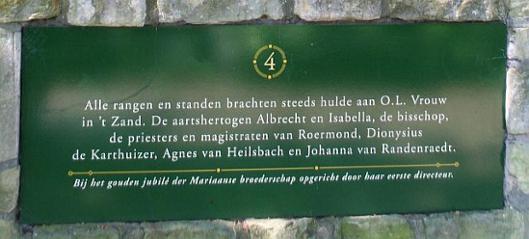 4
Alle rangen en standen brachten steeds hulde aan O.L. Vrouw
in 't Zand. De aartshertogen Albrecht en Isabella, de bisschop,
de priesters en magistraten van Roermond, Dionysius
de Karthuizer, Agnes van Heilsbach en Johanna van Randenraedt.
Bij het gouden jubilé der Mariaanse broederschap opgericht door haar eerste directeur.